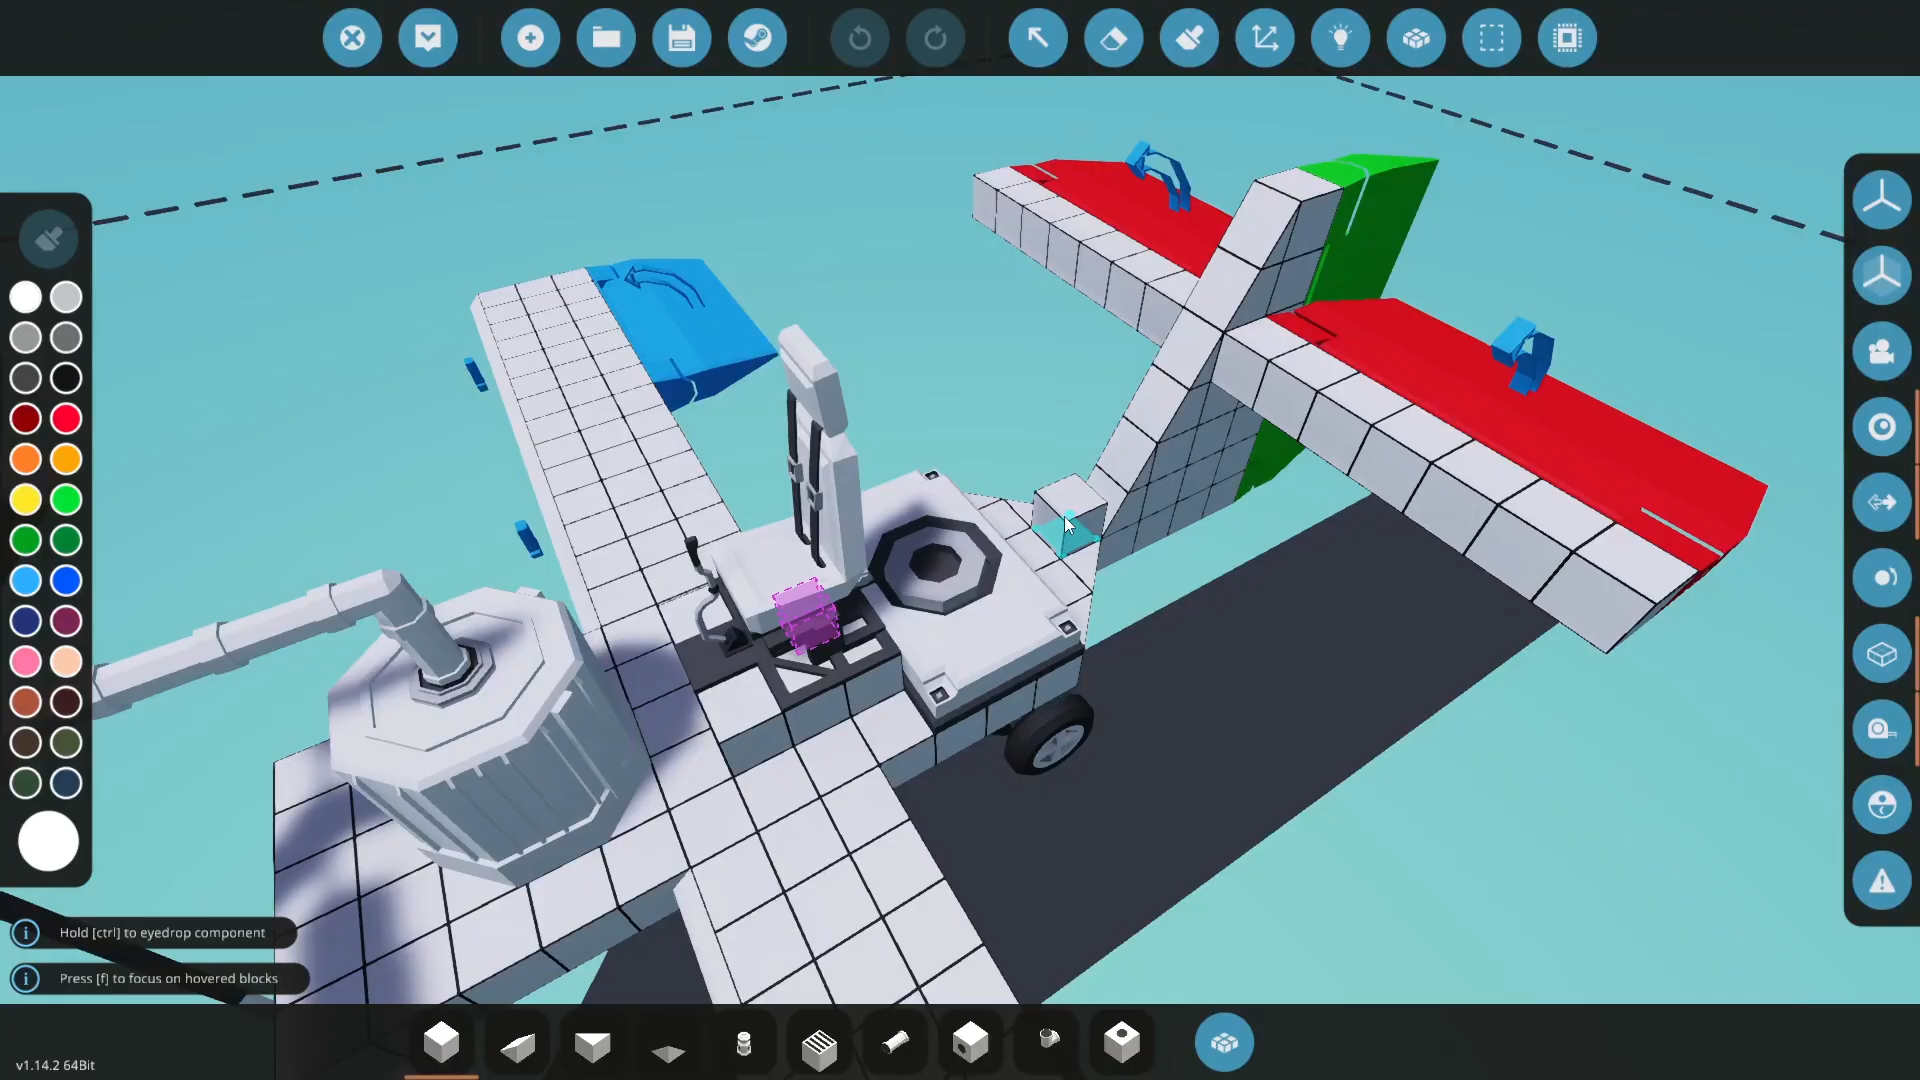 Hold [ctrl] to eyedrop component
Press [f] to focus on hovered blocks
v1.14.2 64Bit